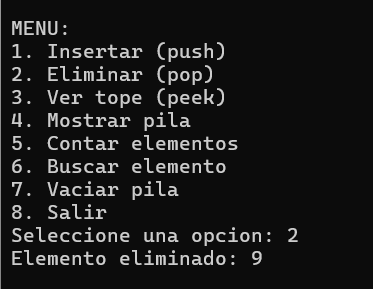 MENU:
1. Insertar (push)
2. Eliminar (pop)
3. Ver tope (peek)
4. Mostrar pila
5. Contar elementos
6. Buscar elemento
7. Vaciar pila
8. Salir
Seleccione una opcion: 2
Elemento eliminado: 9